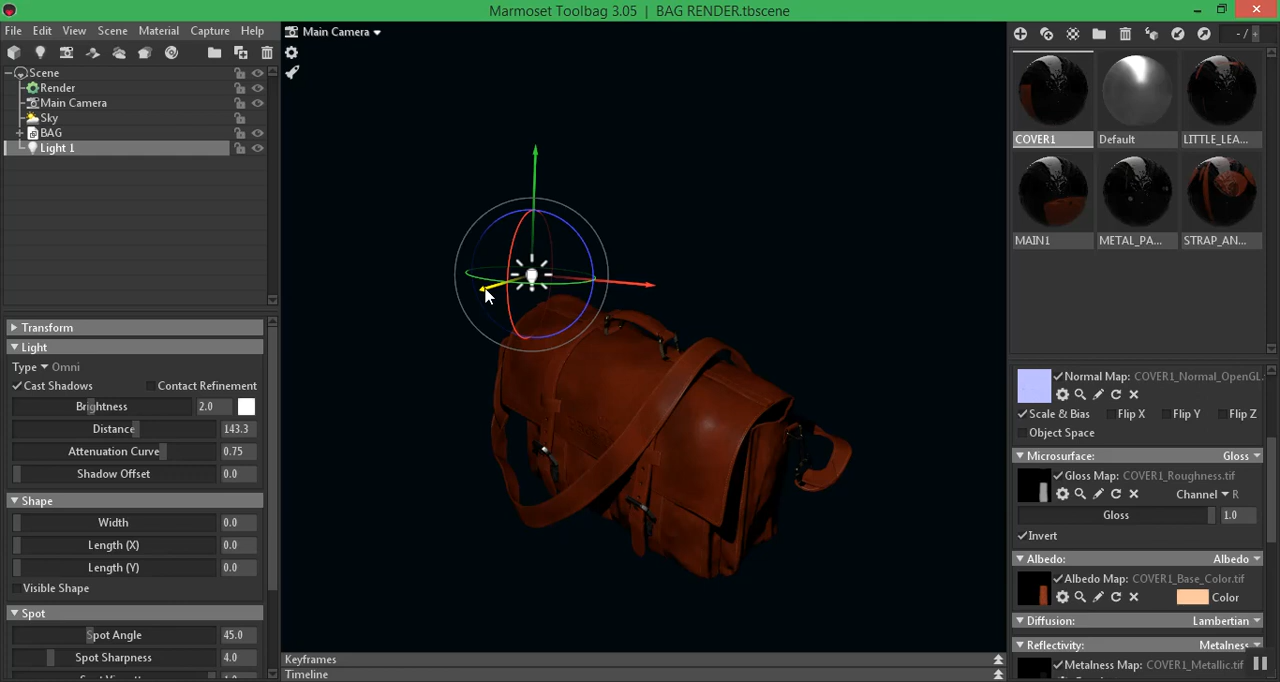 Marmoset Toolbag 3.05 | BAG RENDER.tbscene
File Edit View Scene Material Capture Help
Main Camera
- / +
Scene
Render
Main Camera
Sky
BAG
Light 1
COVER1 Default LITTLE_LEA...
MAIN1 METAL_PA... STRAP_AN...
Transform
Light
Type Omni
Cast Shadows Contact Refinement
Brightness 2.0
Distance 143.3
Attenuation Curve 0.75
Shadow Offset 0.0
Shape
Width 0.0
Length (X) 0.0
Length (Y) 0.0
Visible Shape
Spot
Spot Angle 45.0
Spot Sharpness 4.0
Normal Map: COVER1_Normal_OpenGL.
Scale & Bias Flip X Flip Y Flip Z
Object Space
Microsurface: Gloss
Gloss Map: COVER1_Roughness.tif
Channel R
Gloss 1.0
Invert
Albedo: Albedo
Albedo Map: COVER1_Base_Color.tif
Color
Diffusion: Lambertian
Reflectivity: Metalness
Metalness Map: COVER1_Metallic.tif
Keyframes
Timeline